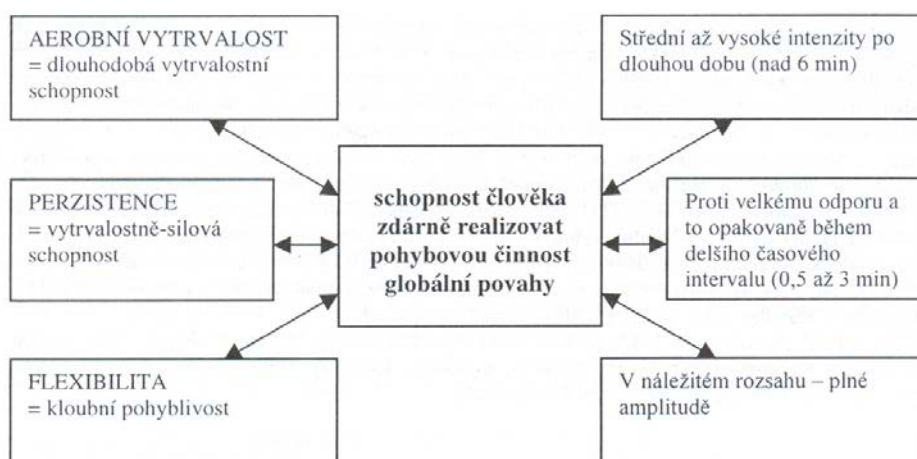 AEROBNÍ VYTRVALOST
= dlouhodobá vytrvalostní
schopnost
Střední až vysoké intenzity po
dlouhou dobu (nad 6 min)
PERZISTENCE
= vytrvalostně-silová
schopnost
schopnost člověka
zdárně realizovat
pohybovou činnost
globální povahy
Proti velkému odporu a
to opakovaně během
delšího časového
intervalu (0,5 až 3 min)
FLEXIBILITA
= kloubní pohyblivost
V náležitém rozsahu – plné
amplitudě